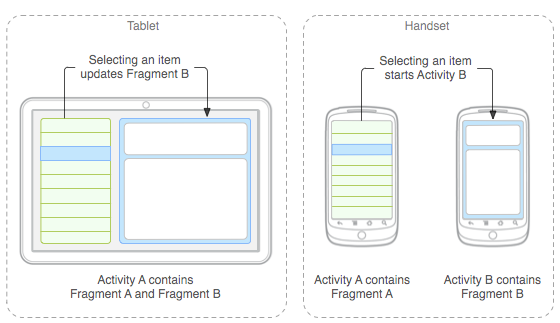 Tablet
Selecting an item
updates Fragment B
Activity A contains
Fragment A and Fragment B
Handset
Selecting an item
starts Activity B
Activity A contains
Fragment A
Activity B contains
Fragment B